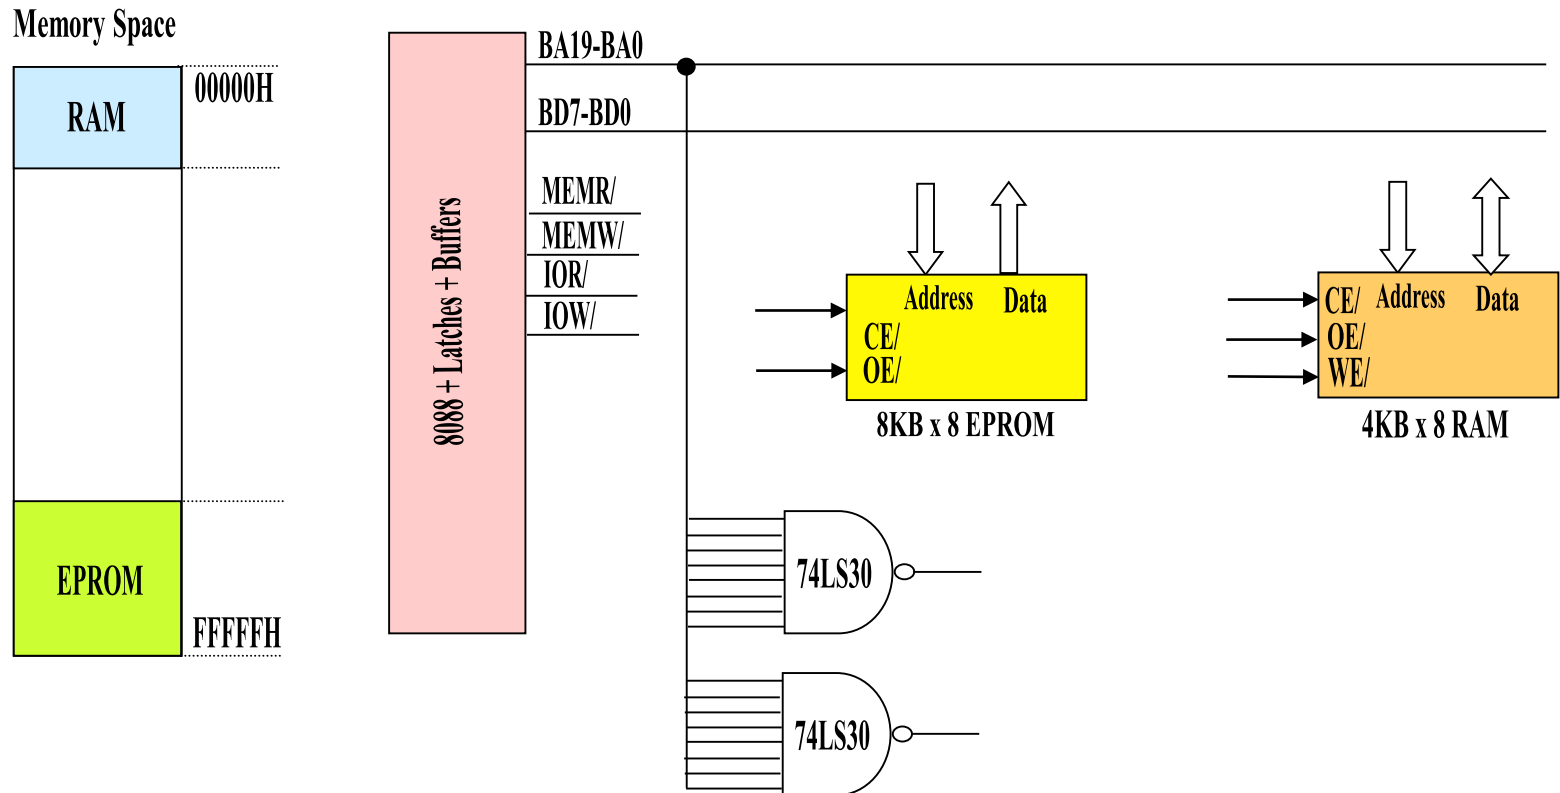 Memory Space
RAM
00000H
EPROM
FFFFFH
8088 + Latches + Buffers
BA19-BA0
BD7-BD0
MEMR/
MEMW/
IOR/
IOW/
Address Data
CE/
OE/
8KB x 8 EPROM
CE/ Address Data
OE/
WE/
4KB x 8 RAM
74LS30
74LS30